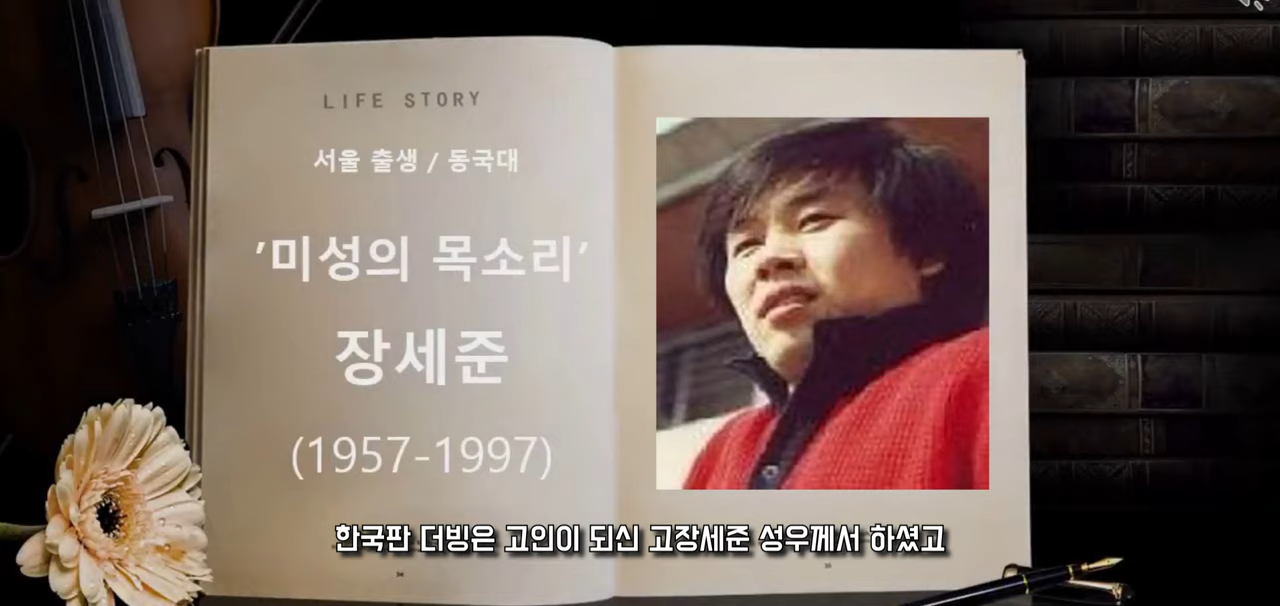 LIFE STORY
서울 출생 / 동국대
'미성의 목소리'
장세준
(1957-1997)
한국판 더빙은 고인이 되신 고장세준 성우께서 하셨고